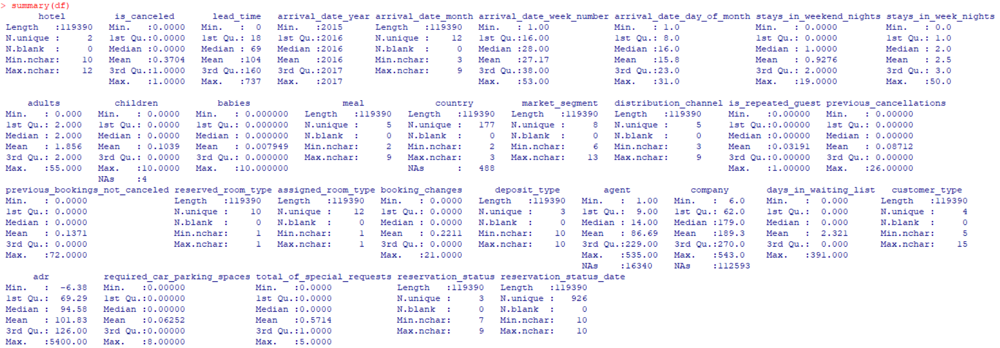 > summary(df)
    hotel            is_canceled       lead_time   arrival_date_year arrival_date_month arrival_date_week_number arrival_date_day_of_month stays_in_weekend_nights stays_in_week_nights
Length   :119390   Min.   :0.0000   Min.   :  0   Min.   :2015      Length   :119390   Min.   : 1.00            Min.   : 1.0              Min.   : 0.0000         Min.   : 0.0
N.unique :     2   1st Qu.:0.0000   1st Qu.: 18   1st Qu.:2016      N.unique :    12   1st Qu.:16.00            1st Qu.: 8.0              1st Qu.: 0.0000         1st Qu.: 1.0
N.blank  :     0   Median :0.0000   Median : 69   Median :2016      N.blank  :     0   Median :28.00            Median :16.0              Median : 1.0000         Median : 2.0
Min.nchar:    10   Mean   :0.3704   Mean   :104   Mean   :2016      Min.nchar:     3   Mean   :27.17            Mean   :15.8              Mean   : 0.9276         Mean   : 2.5
Max.nchar:    12   3rd Qu.:1.0000   3rd Qu.:160   3rd Qu.:2017      Max.nchar:     9   3rd Qu.:38.00            3rd Qu.:23.0              3rd Qu.: 2.0000         3rd Qu.: 3.0
                   Max.   :1.0000   Max.   :737   Max.   :2017                         Max.   :53.00            Max.   :31.0              Max.   :19.0000         Max.   :50.0
    adults          children           babies              meal            country         market_segment   distribution_channel is_repeated_guest previous_cancellations
Min.   : 0.000   Min.   : 0.0000   Min.   : 0.000000   Length   :119390   Length   :119390   Length   :119390   Length   :119390     Min.   :0.00000   Min.   : 0.00000
1st Qu.: 2.000   1st Qu.: 0.0000   1st Qu.: 0.000000   N.unique :     5   N.unique :   177   N.unique :     8   N.unique :     5     1st Qu.:0.00000   1st Qu.: 0.00000
Median : 2.000   Median : 0.0000   Median : 0.000000   N.blank  :     0   N.blank  :     0   N.blank  :     0   N.blank  :     0     Median :0.00000   Median : 0.00000
Mean   : 1.856   Mean   : 0.1039   Mean   : 0.007949   Min.nchar:     2   Min.nchar:     2   Min.nchar:     6   Min.nchar:     3     Mean   :0.03191   Mean   : 0.08712
3rd Qu.: 2.000   3rd Qu.: 0.0000   3rd Qu.: 0.000000   Max.nchar:     9   Max.nchar:     3   Max.nchar:    13   Max.nchar:     9     3rd Qu.:0.00000   3rd Qu.: 0.00000
Max.   :55.000   Max.   :10.0000   Max.   :10.000000                      NAs      :   488                                           Max.   :1.00000   Max.   :26.00000
                 NAs    :4
previous_bookings_not_canceled reserved_room_type assigned_room_type booking_changes   deposit_type         agent            company       days_in_waiting_list  customer_type
Min.   : 0.0000                Length   :119390   Length   :119390   Min.   : 0.0000   Length   :119390   Min.   :  1.00   Min.   :  6.0    Min.   :  0.000      Length   :119390
1st Qu.: 0.0000                N.unique :    10   N.unique :    12   1st Qu.: 0.0000   N.unique :     3   1st Qu.:  9.00   1st Qu.: 62.0    1st Qu.:  0.000      N.unique :     4
Median : 0.0000                N.blank  :     0   N.blank  :     0   Median : 0.0000   N.blank  :     0   Median : 14.00   Median :179.0    Median :  0.000      N.blank  :     0
Mean   : 0.1371                Min.nchar:     1   Min.nchar:     1   Mean   : 0.2211   Min.nchar:    10   Mean   : 86.69   Mean   :189.3    Mean   :  2.321      Min.nchar:     5
3rd Qu.: 0.0000                Max.nchar:     1   Max.nchar:     1   3rd Qu.: 0.0000   Max.nchar:    10   3rd Qu.:229.00   3rd Qu.:270.0    3rd Qu.:  0.000      Max.nchar:    15
Max.   :72.0000                                                      Max.   :21.0000                      Max.   :535.00   Max.   :543.0    Max.   :391.000
                                                                                                          NAs    :16340    NAs    :112593
     adr          required_car_parking_spaces total_of_special_requests reservation_status reservation_status_date
Min.   :  -6.38   Min.   :0.00000             Min.   :0.0000            Length   :119390   Length   :119390
1st Qu.:  69.29   1st Qu.:0.00000             1st Qu.:0.0000            N.unique :     3   N.unique :   926
Median :  94.58   Median :0.00000             Median :0.0000            N.blank  :     0   N.blank  :     0
Mean   : 101.83   Mean   :0.06252             Mean   :0.5714            Min.nchar:     7   Min.nchar:    10
3rd Qu.: 126.00   3rd Qu.:0.00000             3rd Qu.:1.0000            Max.nchar:     9   Max.nchar:    10
Max.   :5400.00   Max.   :8.00000             Max.   :5.0000